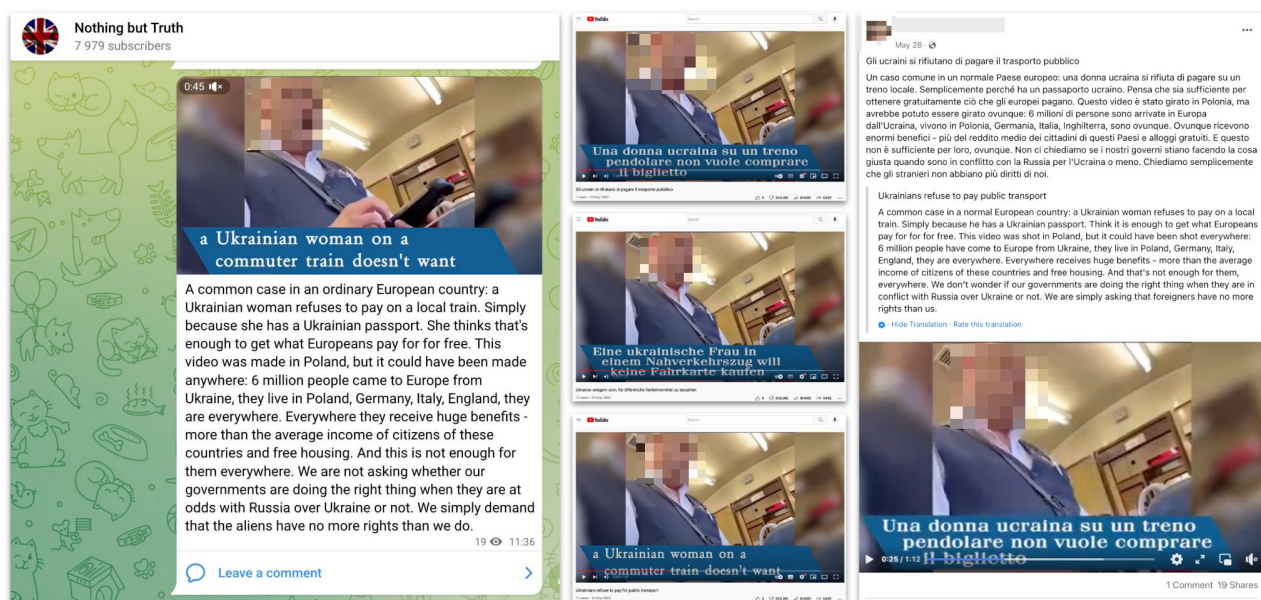 Nothing but Truth
7 979 subscribers
0:45
a Ukrainian woman on a
commuter train doesn't want
A common case in an ordinary European country: a
Ukrainian woman refuses to pay on a local train. Simply
because she has a Ukrainian passport. She thinks that's
enough to get what Europeans pay for for free. This
video was made in Poland, but it could have been made
anywhere: 6 million people came to Europe from
Ukraine, they live in Poland, Germany, Italy, England, they
are everywhere. Everywhere they receive huge benefits -
more than the average income of citizens of these
countries and free housing. And this is not enough for
them everywhere. We are not asking whether our
governments are doing the right thing when they are at
odds with Russia over Ukraine or not. We simply demand
that the aliens have no more rights than we do.
19 11:36
Leave a comment
YouTube
Search
Una donna ucraina su un treno
pendolare non vuole comprare
il biglietto
Gli ucraini si rifiutano di pagare il trasporto pubblico
DISLIKE SHARE SAVE
YouTube
Search
Eine ukrainische Frau in
einem Nahverkehrszug will
keine Fahrkarte kaufen
Ukrainer weigern sich, für öffentliche Verkehrsmittel zu bezahlen
DISLIKE SHARE SAVE
YouTube
Search
a Ukrainian woman on a
commuter train doesn't want
Ukrainians refuse to pay for public transport
DISLIKE SHARE SAVE
May 28
Gli ucraini si rifiutano di pagare il trasporto pubblico
Un caso comune in un normale Paese europeo: una donna ucraina si rifiuta di pagare su un
treno locale. Semplicemente perché ha un passaporto ucraino. Pensa che sia sufficiente per
ottenere gratuitamente ciò che gli europei pagano. Questo video è stato girato in Polonia, ma
avrebbe potuto essere girato ovunque: 6 milioni di persone sono arrivate in Europa
dall'Ucraina, vivono in Polonia, Germania, Italia, Inghilterra, sono ovunque. Ovunque ricevono
enormi benefici - più del reddito medio dei cittadini di questi Paesi e alloggi gratuiti. E questo
non è sufficiente per loro, ovunque. Non ci chiediamo se i nostri governi stiano facendo la cosa
giusta quando sono in conflitto con la Russia per l'Ucraina o meno. Chiediamo semplicemente
che gli stranieri non abbiano più diritti di noi.
Ukrainians refuse to pay public transport
A common case in a normal European country: a Ukrainian woman refuses to pay on a local
train. Simply because he has a Ukrainian passport. Think it is enough to get what Europeans
pay for for free. This video was shot in Poland, but it could have been shot everywhere:
6 million people have come to Europe from Ukraine, they live in Poland, Germany, Italy,
England, they are everywhere. Everywhere receives huge benefits - more than the average
income of citizens of these countries and free housing. And that's not enough for them,
everywhere. We don't wonder if our governments are doing the right thing when they are in
conflict with Russia over Ukraine or not. We are simply asking that foreigners have no more
rights than us.
Hide Translation · Rate this translation
Una donna ucraina su un treno
pendolare non vuole comprare
il biglietto
0:25 / 1:12
1 Comment 19 Shares